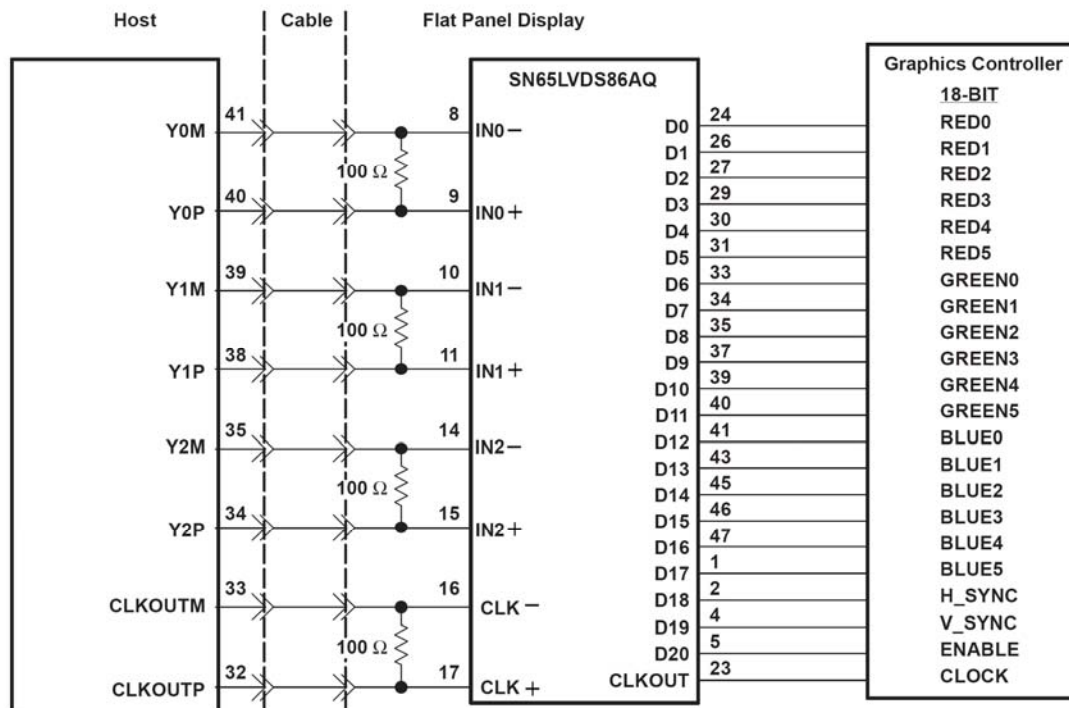 Host
Cable
Flat Panel Display
SN65LVDS86AQ
Graphics Controller
18-BIT
Y0M 41
8 IN0−
100 Ω
Y0P 40
9 IN0+
Y1M 39
10 IN1−
100 Ω
Y1P 38
11 IN1+
Y2M 35
14 IN2−
100 Ω
Y2P 34
15 IN2+
CLKOUTM 33
16 CLK−
100 Ω
CLKOUTP 32
17 CLK+
D0 24 RED0
D1 26 RED1
D2 27 RED2
D3 29 RED3
D4 30 RED4
D5 31 RED5
D6 33 GREEN0
D7 34 GREEN1
D8 35 GREEN2
D9 37 GREEN3
D10 39 GREEN4
D11 40 GREEN5
D12 41 BLUE0
D13 43 BLUE1
D14 45 BLUE2
D15 46 BLUE3
D16 47 BLUE4
D17 1 BLUE5
D18 2 H_SYNC
D19 4 V_SYNC
D20 5 ENABLE
CLKOUT 23 CLOCK